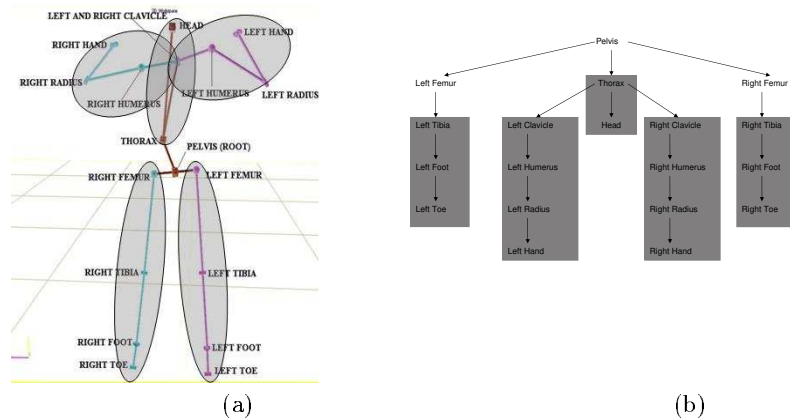 LEFT AND RIGHT CLAVICLE
HEAD
LEFT HAND
RIGHT HAND
RIGHT RADIUS
RIGHT HUMERUS
LEFT HUMERUS
LEFT RADIUS
THORAX
PELVIS (ROOT)
RIGHT FEMUR
LEFT FEMUR
RIGHT TIBIA
LEFT TIBIA
RIGHT FOOT
LEFT FOOT
RIGHT TOE
LEFT TOE
(a)
Pelvis
Left Femur
Thorax
Right Femur
Left Tibia
Left Clavicle
Head
Right Clavicle
Right Tibia
Left Foot
Left Humerus
Right Humerus
Right Foot
Left Toe
Left Radius
Right Radius
Right Toe
Left Hand
Right Hand
(b)